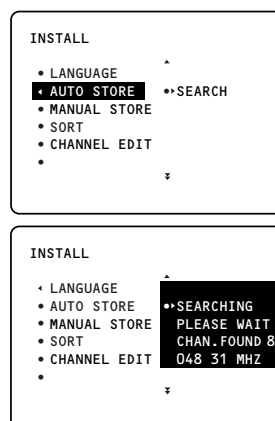 INSTALL
• LANGUAGE
AUTO STORE •SEARCH
• MANUAL STORE
• SORT
• CHANNEL EDIT
•
INSTALL
LANGUAGE
• AUTO STORE •SEARCHING
• MANUAL STORE PLEASE WAIT
• SORT CHAN.FOUND 8
• CHANNEL EDIT 048 31 MHZ
•